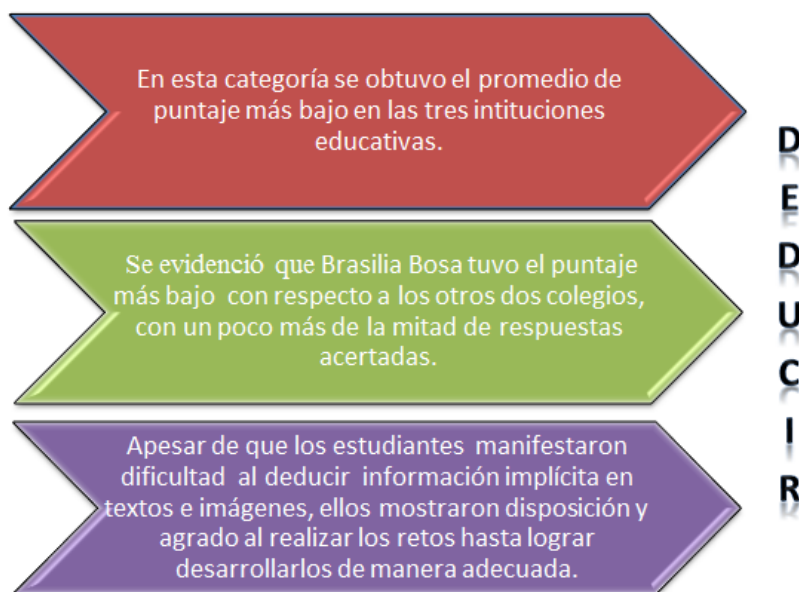 En esta categoría se obtuvo el promedio de
puntaje más bajo en las tres intituciones
educativas.
Se evidenció que Brasilia Bosa tuvo el puntaje
más bajo con respecto a los otros dos colegios,
con un poco más de la mitad de respuestas
acertadas.
Apesar de que los estudiantes manifestaron
dificultad al deducir información implícita en
textos e imágenes, ellos mostraron disposición y
agrado al realizar los retos hasta lograr
desarrollarlos de manera adecuada.
DEDUCIR